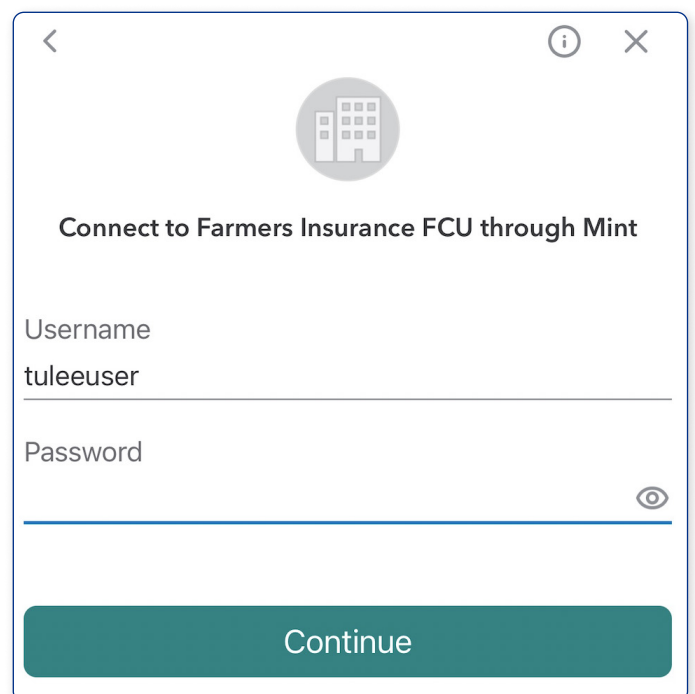 Connect to Farmers Insurance FCU through Mint
Username
tuleeuser
Password
Continue